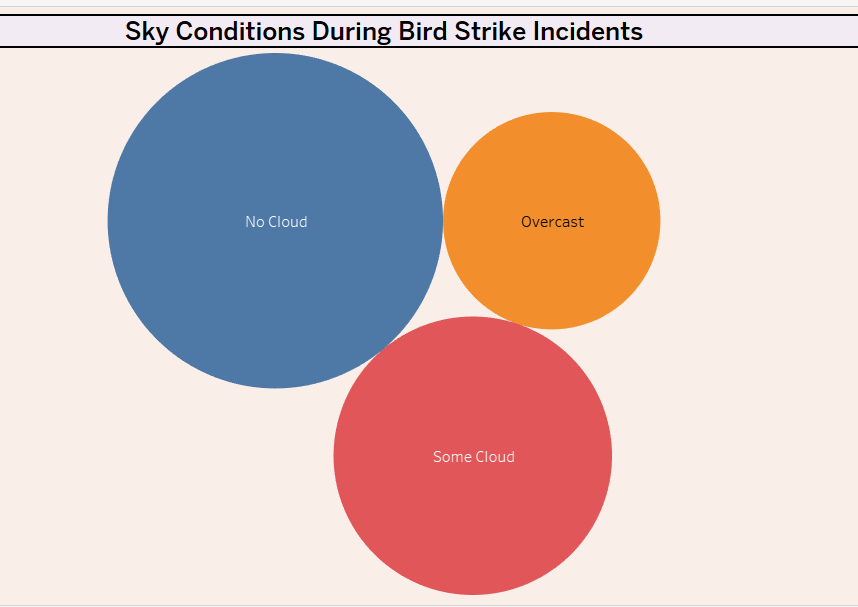 Sky Conditions During Bird Strike Incidents
No Cloud
Overcast
Some Cloud